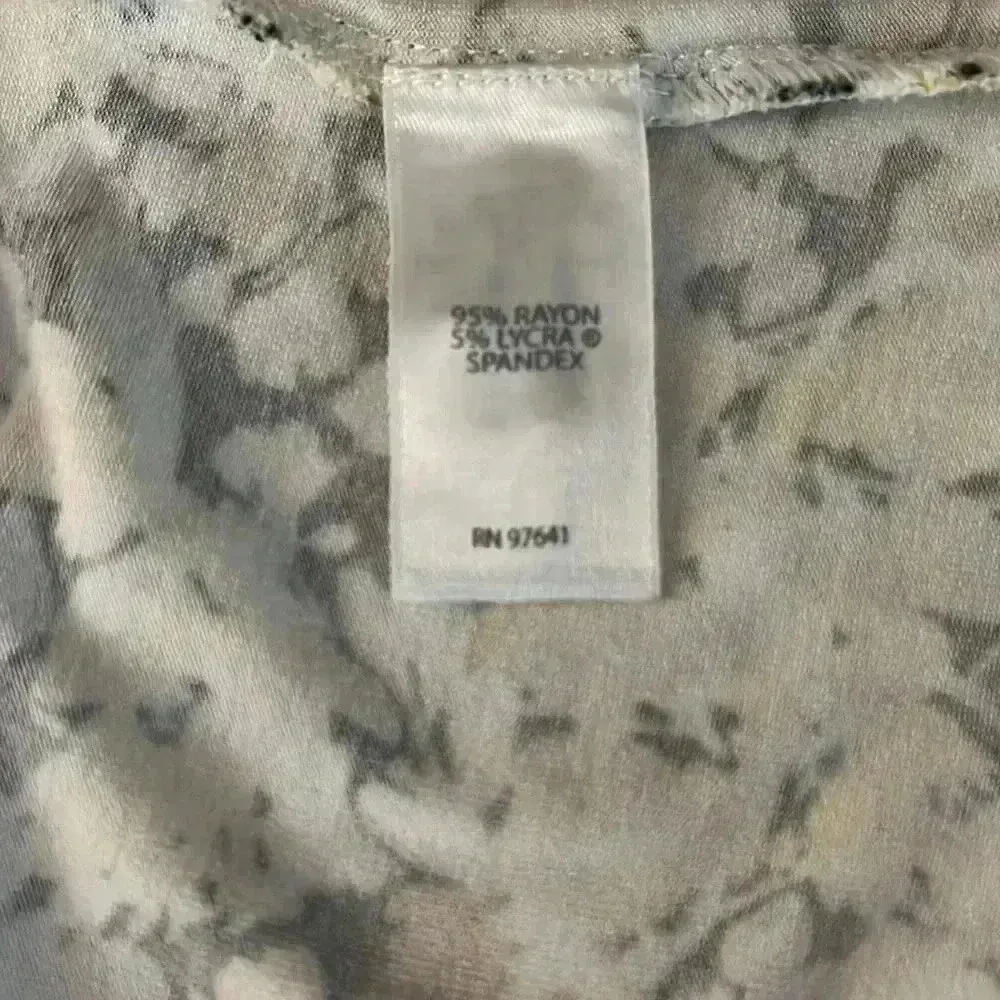 95% RAYON
5% LYCRA ®
SPANDEX
RN 97641